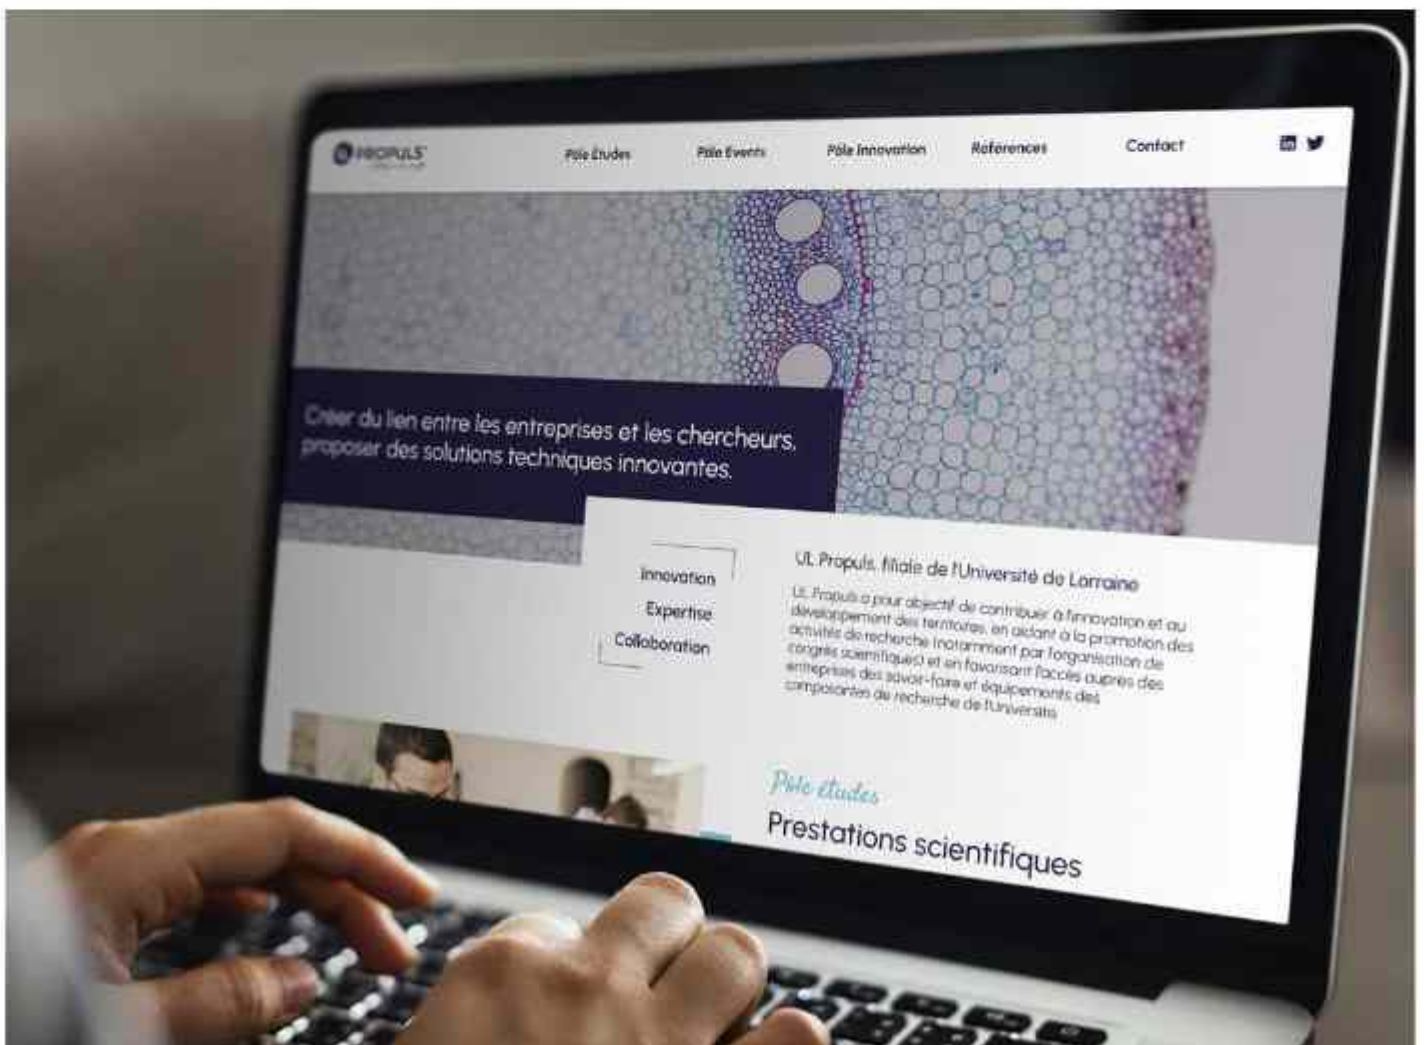 PROPULS
Pôle Études
Pôle Events
Pôle Innovation
Références
Contact
in
Créer du lien entre les entreprises et les chercheurs,
proposer des solutions techniques innovantes.
Innovation
Expertise
Collaboration
UL Propuls, filiale de l'Université de Lorraine
UL Propuls a pour objectif de contribuer à l'innovation et au
développement des territoires, en aidant à la promotion des
activités de recherche (notamment par l'organisation de
congrès scientifiques) et en favorisant l'accès auprès des
entreprises des savoir-faire et équipements des
composantes de recherche de l'Université
Pôle études
Prestations scientifiques